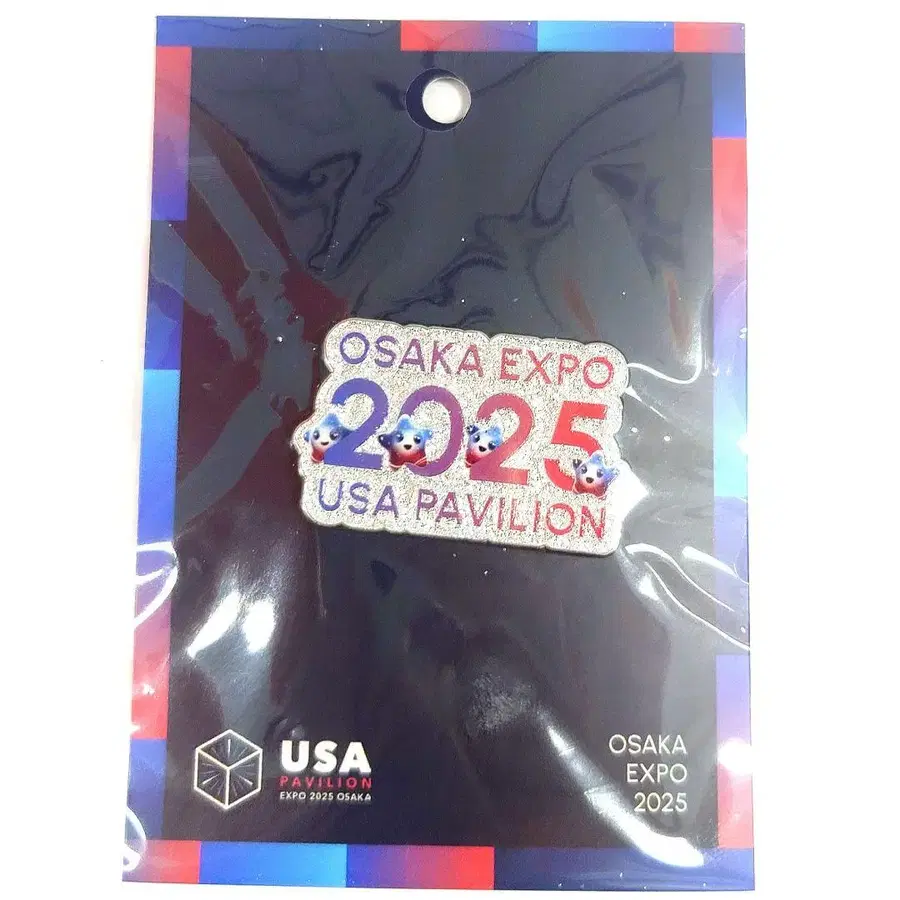 OSAKA EXPO
2025
USA PAVILION
USA
PAVILION
EXPO 2025 OSAKA
OSAKA
EXPO
2025